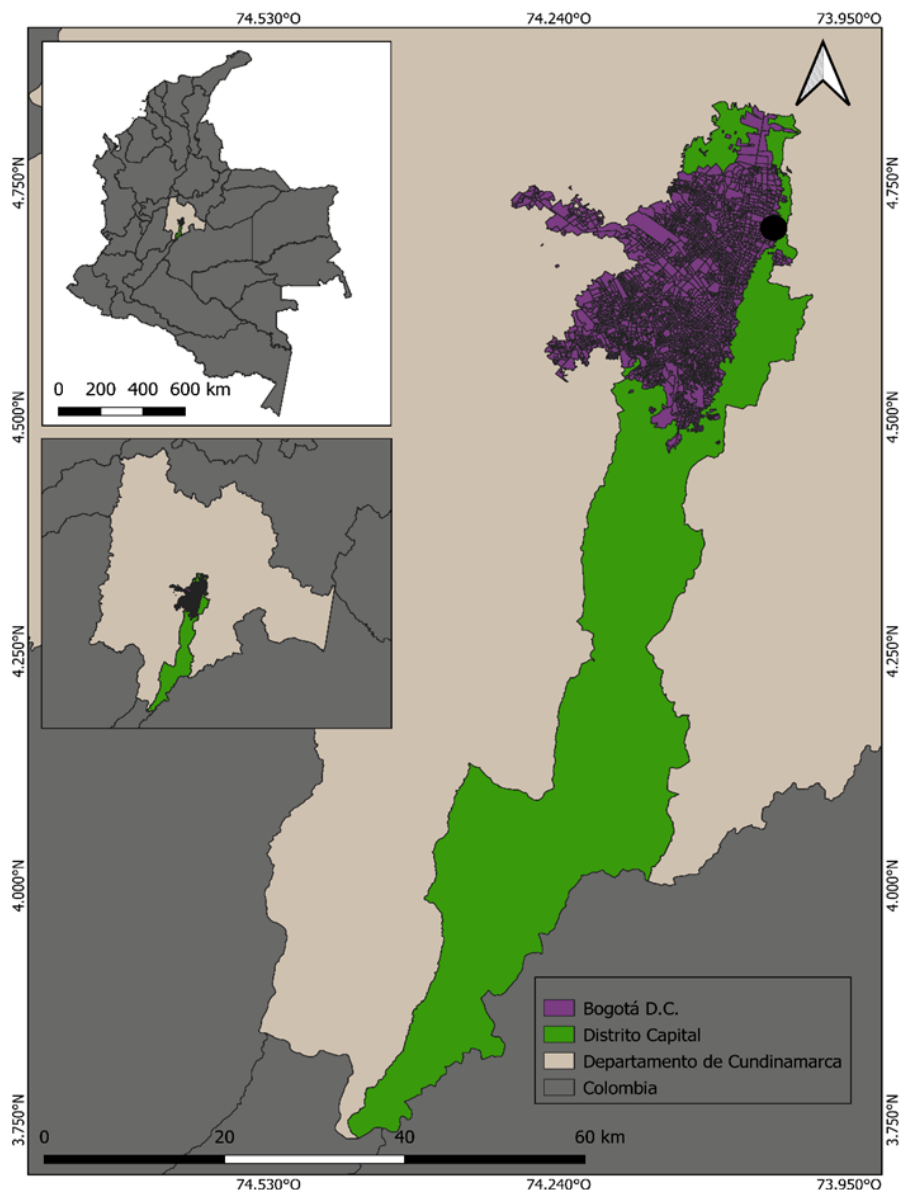 74.530°O 74.240°O 73.950°O
4.750°N 4.750°N
0 200 400 600 km
4.500°N 4.500°N
4.250°N 4.250°N
4.000°N 4.000°N
Bogotá D.C.
Distrito Capital
Departamento de Cundinamarca
Colombia
3.750°N 3.750°N
0 20 40 60 km
74.530°O 74.240°O 73.950°O